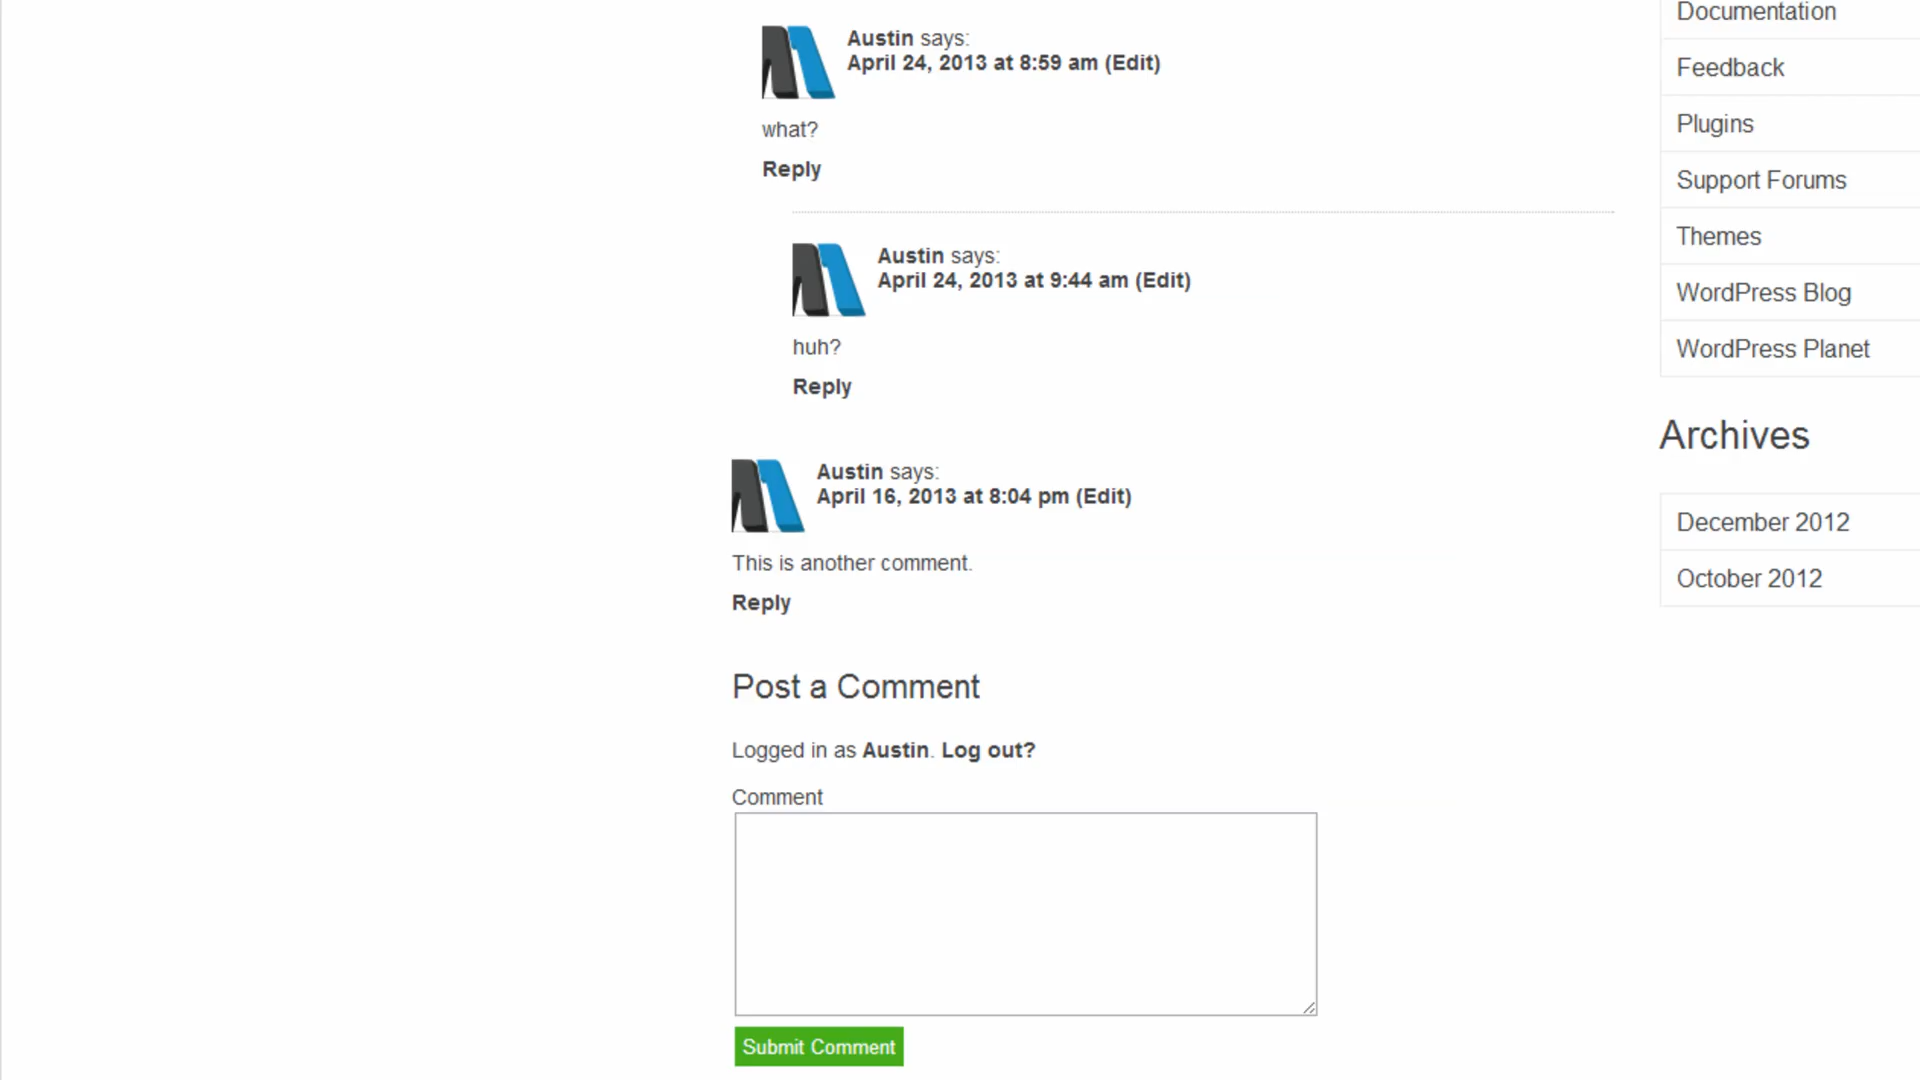 Austin says:
April 24, 2013 at 8:59 am (Edit)
what?
Reply
Austin says:
April 24, 2013 at 9:44 am (Edit)
huh?
Reply
Austin says:
April 16, 2013 at 8:04 pm (Edit)
This is another comment.
Reply
Post a Comment
Logged in as Austin. Log out?
Comment
Submit Comment
Documentation
Feedback
Plugins
Support Forums
Themes
WordPress Blog
WordPress Planet
Archives
December 2012
October 2012